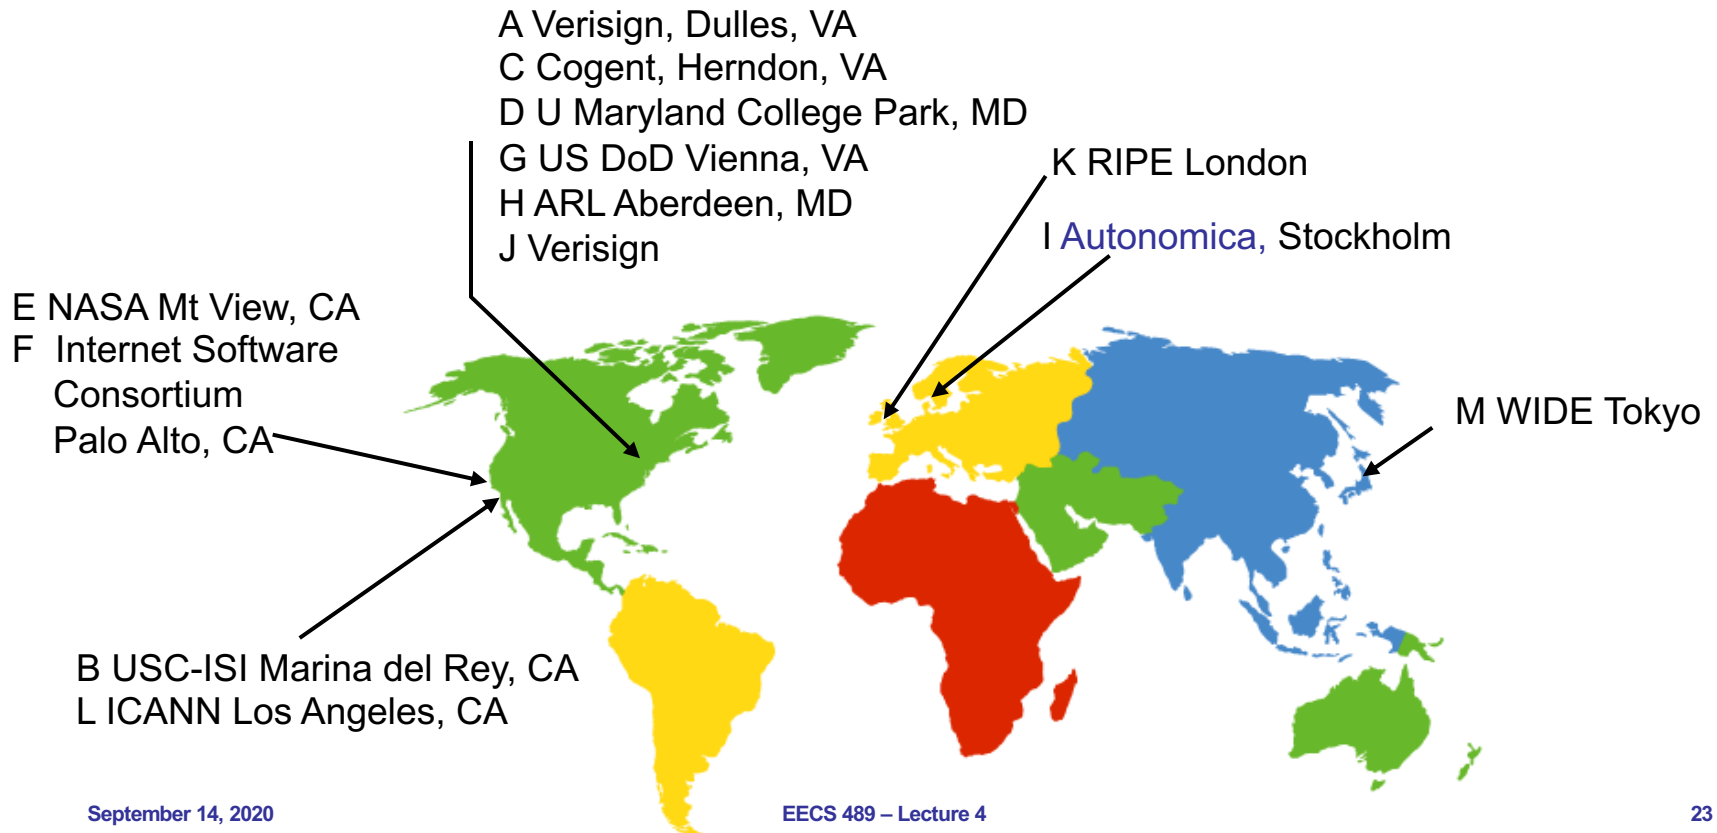 A Verisign, Dulles, VA
C Cogent, Herndon, VA
D U Maryland College Park, MD
G US DoD Vienna, VA
H ARL Aberdeen, MD
J Verisign
K RIPE London
I Autonomica, Stockholm
E NASA Mt View, CA
F Internet Software
Consortium
Palo Alto, CA
M WIDE Tokyo
B USC-ISI Marina del Rey, CA
L ICANN Los Angeles, CA
September 14, 2020
EECS 489 – Lecture 4
23